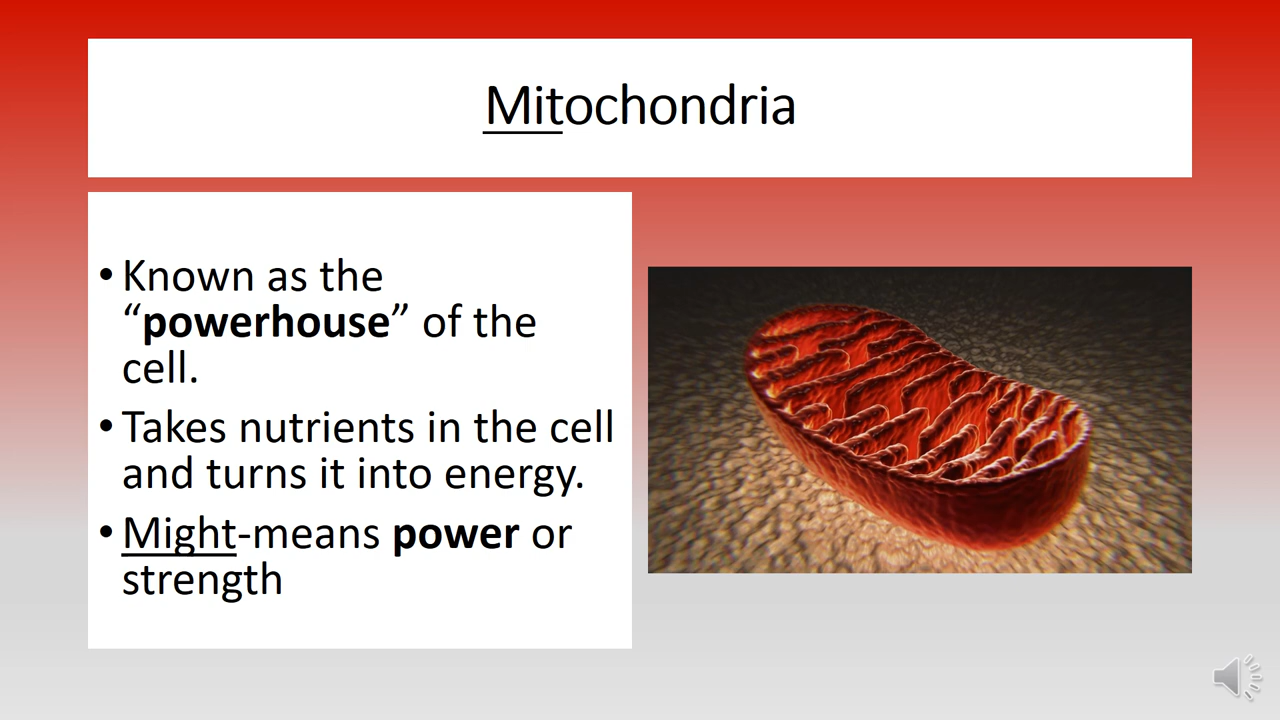 Mitochondria
• Known as the
“powerhouse” of the
cell.
• Takes nutrients in the cell
and turns it into energy.
• Might-means power or
strength